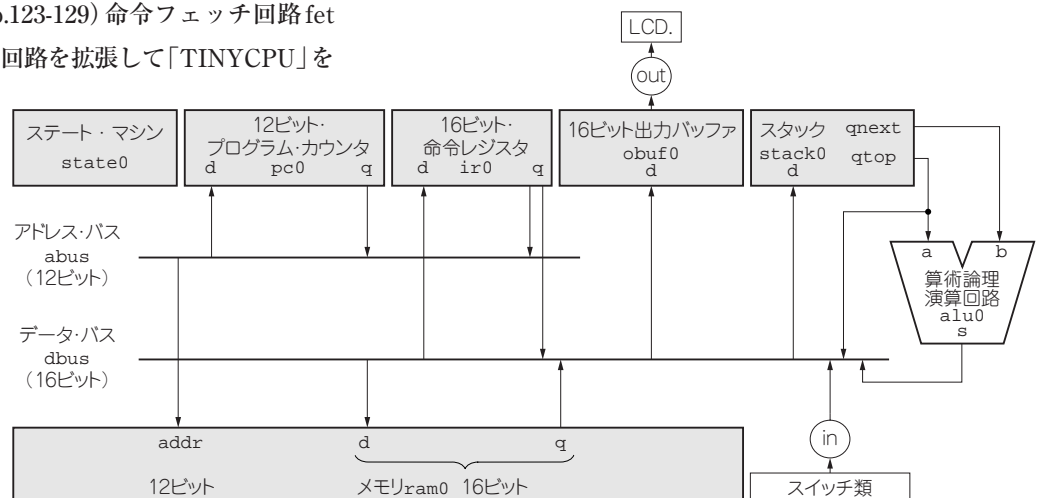 p.123-129) 命令フェッチ回路fet
回路を拡張して「TINYCPU」を
LCD.
out
ステート・マシン
state0
12ビット・
プログラム・カウンタ
d pc0 q
16ビット・
命令レジスタ
d ir0 q
16ビット出力バッファ
obuf0
d
スタック qnext
stack0 qtop
d
アドレス・バス
abus
(12ビット)
a b
算術論理
演算回路
alu0
s
データ・バス
dbus
(16ビット)
addr d q
12ビット メモリram0 16ビット
in
スイッチ類